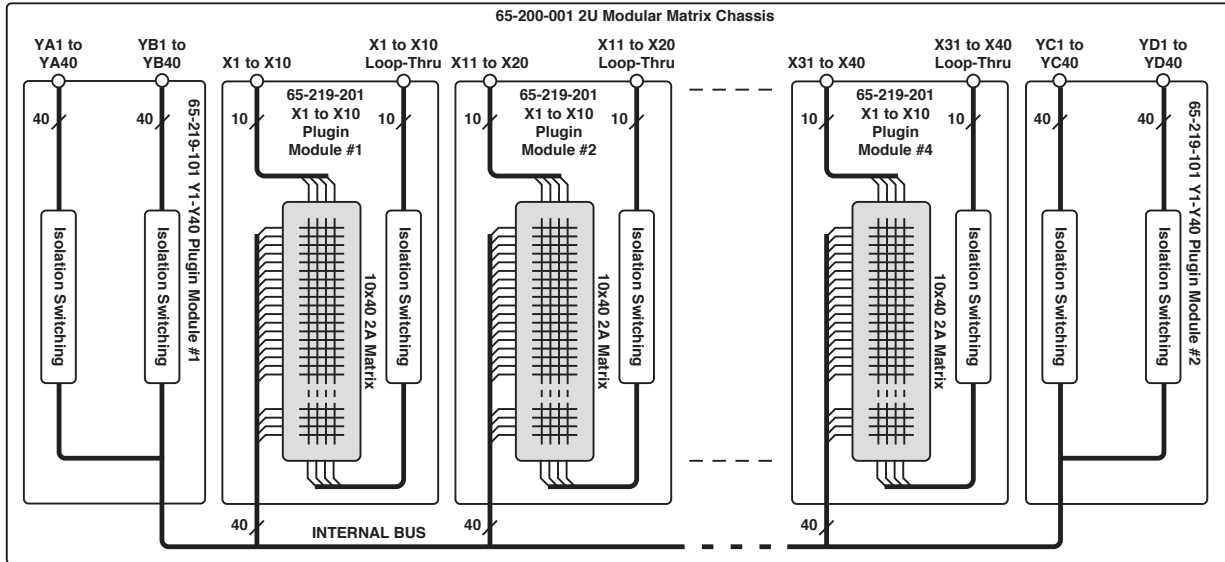 65-200-001 2U Modular Matrix Chassis
YA1 to
YA40
YB1 to
YB40
X1 to X10
X1 to X10
Loop-Thru
X11 to X20
X11 to X20
Loop-Thru
X31 to X40
X31 to X40
Loop-Thru
YC1 to
YC40
YD1 to
YD40
40
40
65-219-101 Y1-Y40 Plugin Module #1
Isolation Switching
Isolation Switching
65-219-201
X1 to X10
Plugin
Module #1
10
10
10x40 2A Matrix
Isolation Switching
40
65-219-201
X1 to X10
Plugin
Module #2
10
10
10x40 2A Matrix
Isolation Switching
40
65-219-201
X1 to X10
Plugin
Module #4
10
10
10x40 2A Matrix
Isolation Switching
40
40
40
65-219-101 Y1-Y40 Plugin Module #2
Isolation Switching
Isolation Switching
INTERNAL BUS